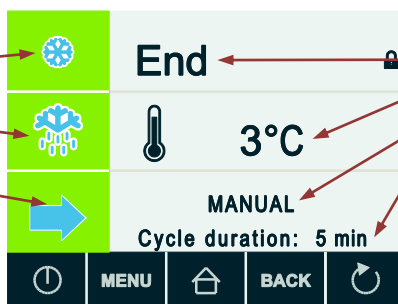 End
3°C
MANUAL
Cycle duration: 5 min
MENU
BACK